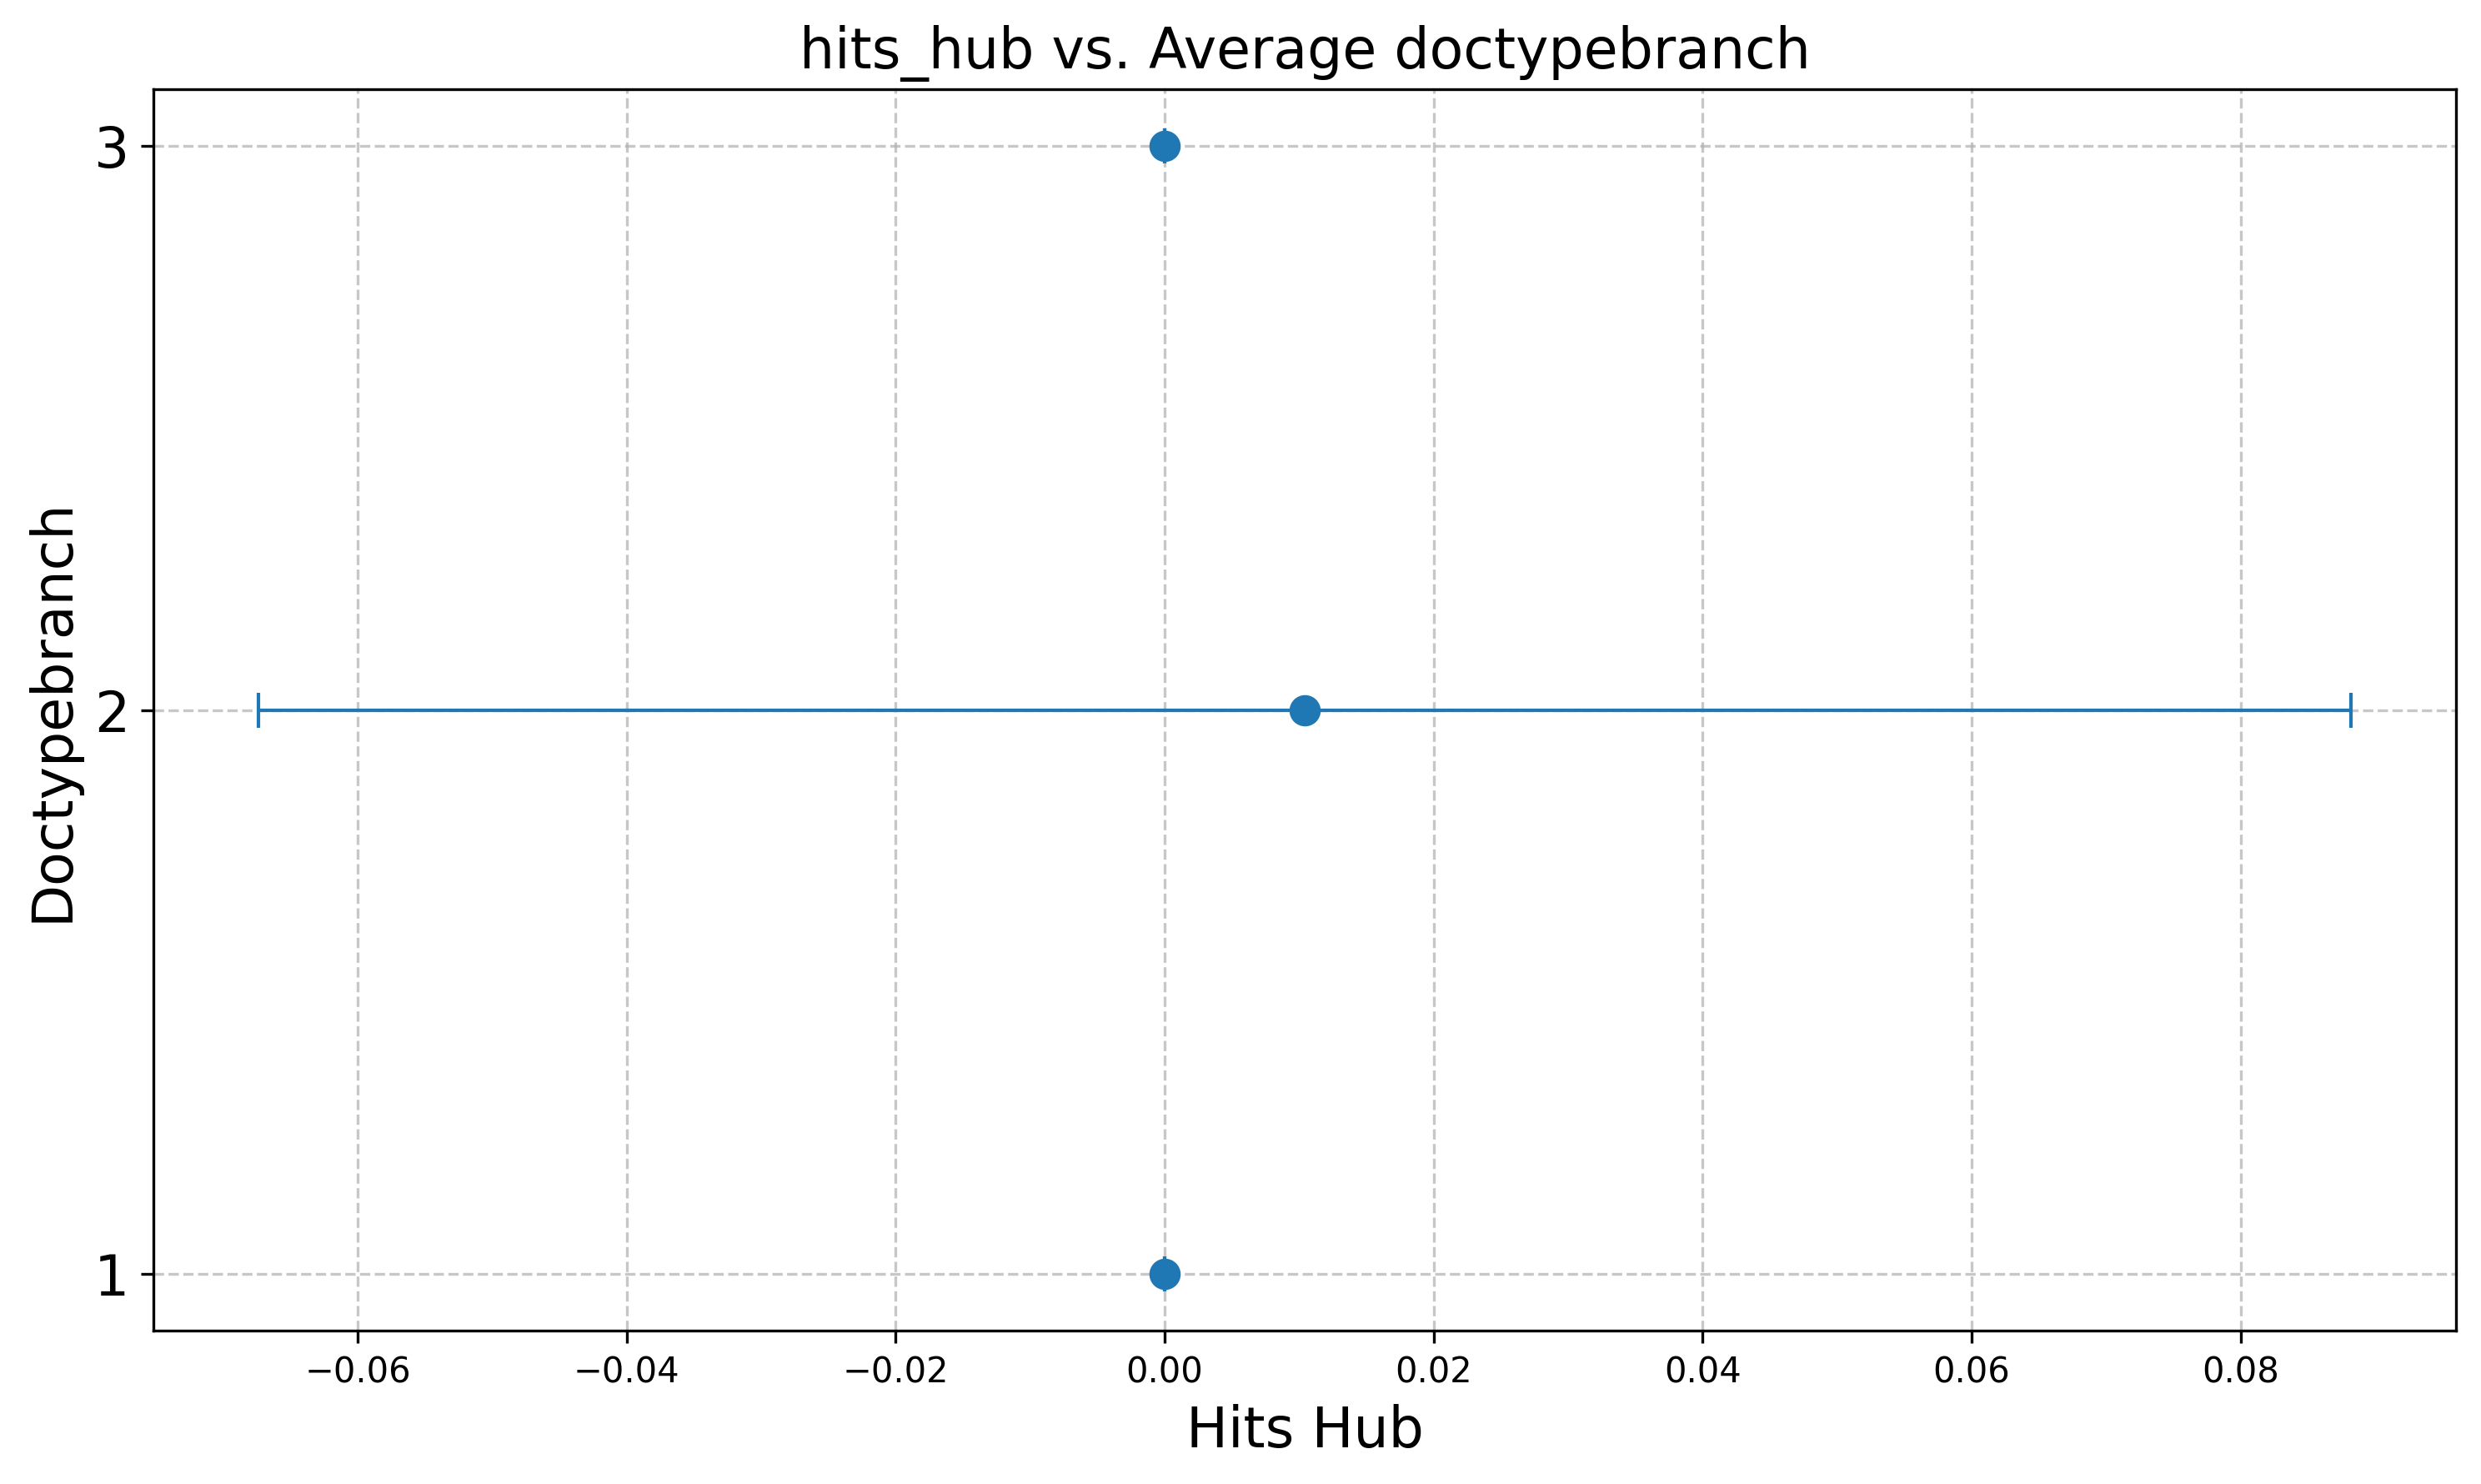 hits_hub vs. Average doctypebranch
Doctypebranch
3
2
1
−0.06 −0.04 −0.02 0.00 0.02 0.04 0.06 0.08
Hits Hub